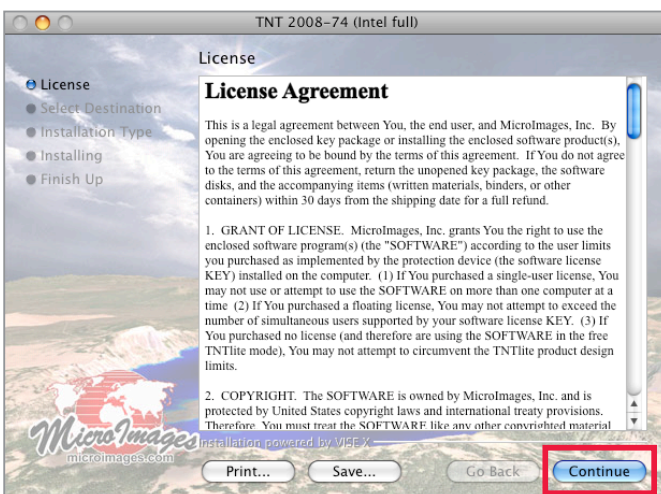 TNT 2008-74 (Intel full)
License
License
Select Destination
Installation Type
Installing
Finish Up
License Agreement
This is a legal agreement between You, the end user, and MicroImages, Inc. By
opening the enclosed key package or installing the enclosed software product(s),
You are agreeing to be bound by the terms of this agreement. If You do not agree
to the terms of this agreement, return the unopened key package, the software
disks, and the accompanying items (written materials, binders, or other
containers) within 30 days from the shipping date for a full refund.
1. GRANT OF LICENSE. MicroImages, Inc. grants You the right to use the
enclosed software program(s) (the "SOFTWARE") according to the user limits
you purchased as implemented by the protection device (the software license
KEY) installed on the computer. (1) If You purchased a single-user license, You
may not use or attempt to use the SOFTWARE on more than one computer at a
time (2) If You purchased a floating license, You may not attempt to exceed the
number of simultaneous users supported by your software license KEY. (3) If
You purchased no license (and therefore are using the SOFTWARE in the free
TNTlite mode), You may not attempt to circumvent the TNTlite product design
limits.
2. COPYRIGHT. The SOFTWARE is owned by MicroImages, Inc. and is
protected by United States copyright laws and international treaty provisions.
Therefore, You must treat the SOFTWARE like any other copyrighted material
MicroImages
microimages.com
Installation powered by VISE X
Print...
Save...
Go Back
Continue